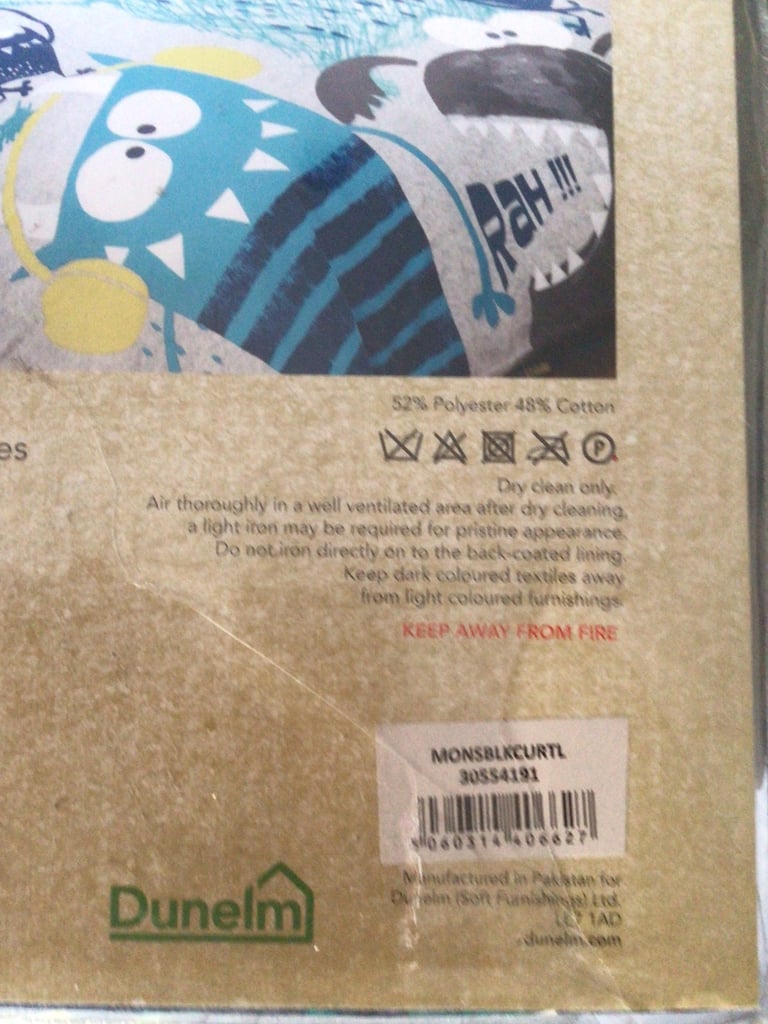 RAH !!!
52% Polyester 48% Cotton
es
P
Dry clean only.
Air thoroughly in a well ventilated area after dry cleaning,
a light iron may be required for pristine appearance.
Do not iron directly on to the back-coated lining.
Keep dark coloured textiles away
from light coloured furnishings.
KEEP AWAY FROM FIRE
MONSBLKCURTL
30554191
5 060314 406627
Manufactured in Pakistan for
Dunelm (Soft Furnishings) Ltd.
LE7 1AD
dunelm.com
Dunelm